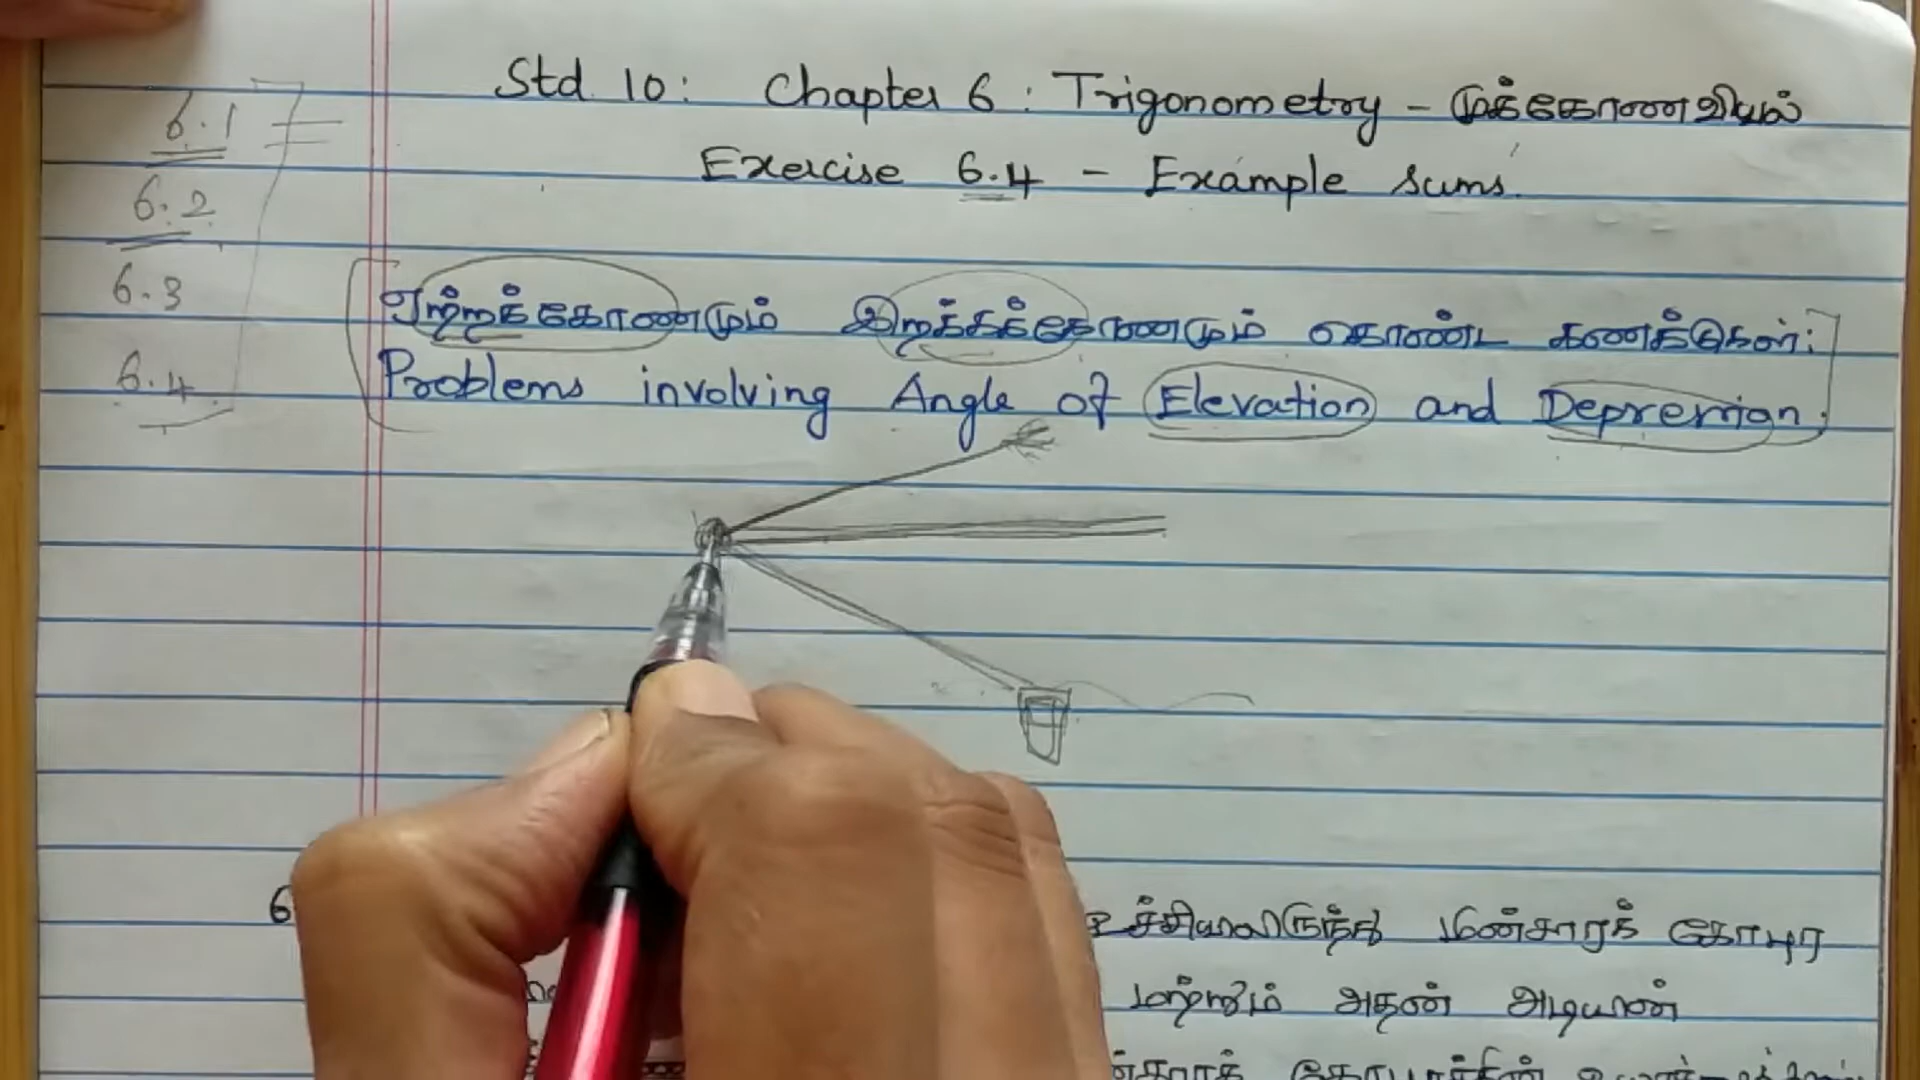 Std 10: Chapter 6 : Trigonometry - முக்கோணவியல்
Exercise 6.4 - Example sums.
6.1
6.2
6.3
6.4
ஏற்றக்கோணமும் இறக்கக்கோணமும் கொண்ட கணக்குகள்:
Problems involving Angle of Elevation and Depression.
6
உச்சியிலிருந்து மின்சாரக் கோபுர
மற்றும் அதன் அடியின்